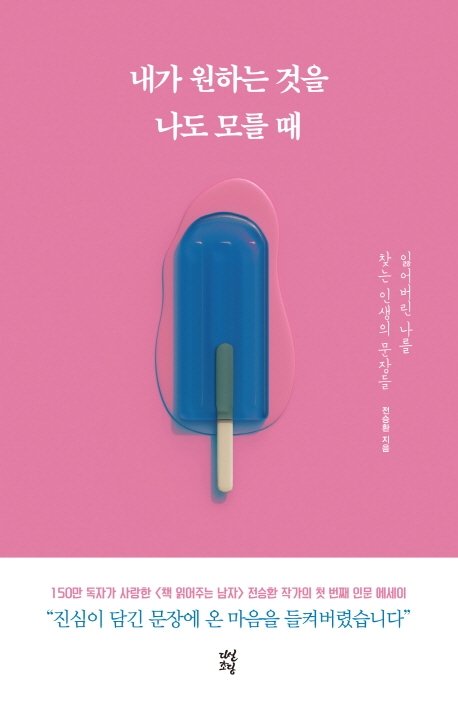 내가 원하는 것을
나도 모를 때
잃어버린 나를
찾는 인생의 문장들
전승환 지음
150만 독자가 사랑한 <책 읽어주는 남자> 전승환 작가의 첫 번째 인문 에세이
“진심이 담긴 문장에 온 마음을 들켜버렸습니다”
다산
초당